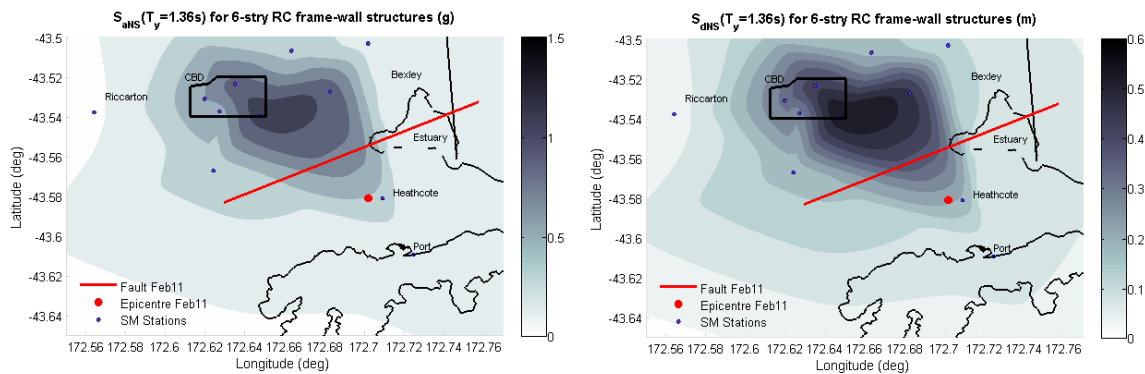 S_aNS(T_y=1.36s) for 6-stry RC frame-wall structures (g)
-43.5
-43.52
-43.54
-43.56
-43.58
-43.6
-43.62
-43.64
Latitude (deg)
CBD
Bexley
Riccarton
Estuary
Heathcote
Port
Fault Feb11
Epicentre Feb11
SM Stations
172.56 172.58 172.6 172.62 172.64 172.66 172.68 172.7 172.72 172.74 172.76
Longitude (deg)
1.5
1
0.5
0
S_dNS(T_y=1.36s) for 6-stry RC frame-wall structures (m)
-43.5
-43.52
-43.54
-43.56
-43.58
-43.6
-43.62
-43.64
Latitude (deg)
CBD
Bexley
Riccarton
Estuary
Heathcote
Port
Fault Feb11
Epicentre Feb11
SM Stations
172.56 172.58 172.6 172.62 172.64 172.66 172.68 172.7 172.72 172.74 172.76
Longitude (deg)
0.6
0.5
0.4
0.3
0.2
0.1
0